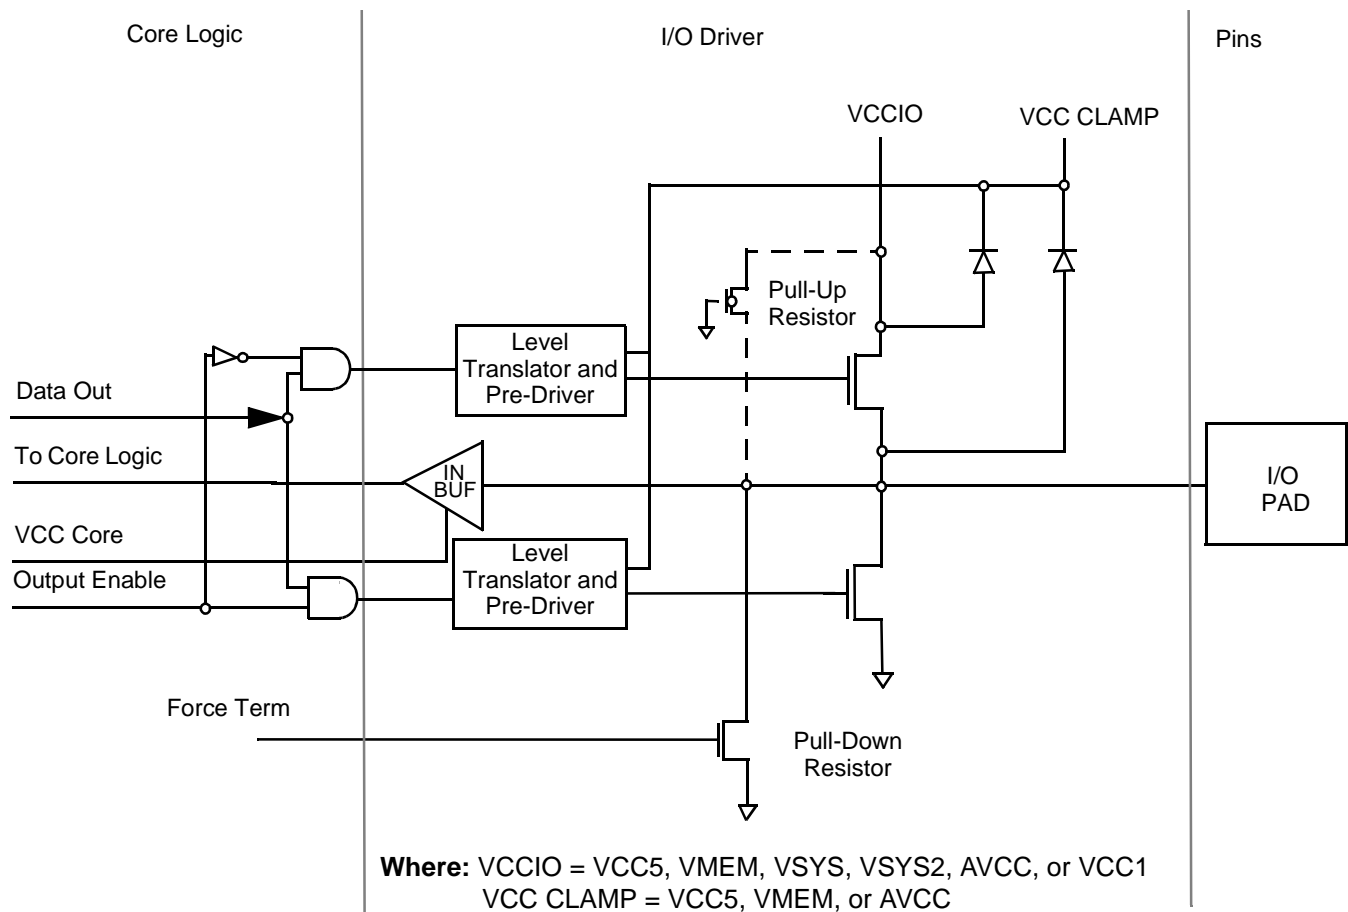 Core Logic
I/O Driver
Pins
VCCIO
VCC CLAMP
Pull-Up
Resistor
Level
Translator and
Pre-Driver
Data Out
To Core Logic
IN
BUF
I/O
PAD
VCC Core
Output Enable
Level
Translator and
Pre-Driver
Force Term
Pull-Down
Resistor
Where: VCCIO = VCC5, VMEM, VSYS, VSYS2, AVCC, or VCC1
VCC CLAMP = VCC5, VMEM, or AVCC